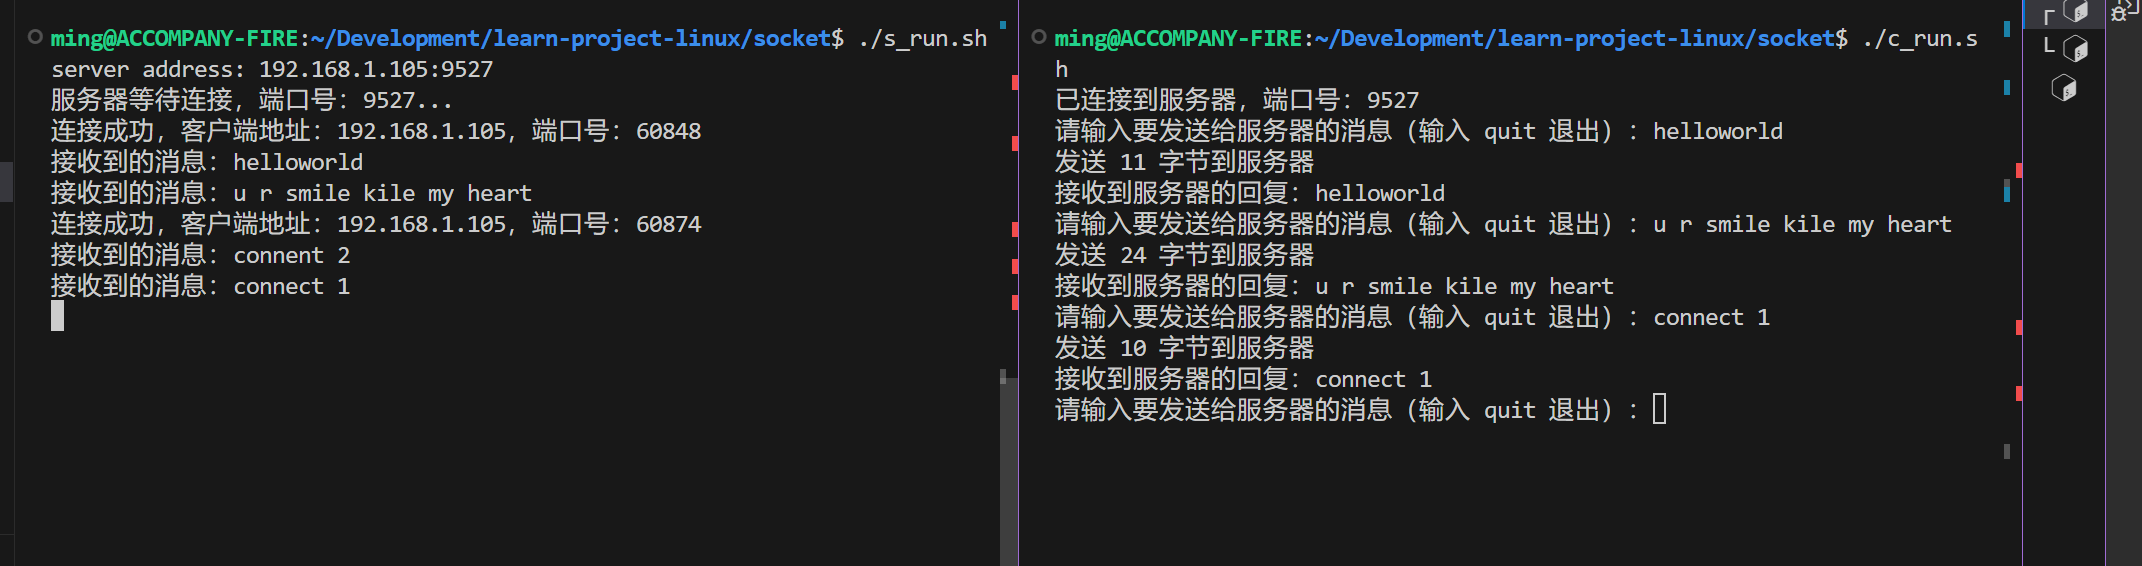 ming@ACCOMPANY-FIRE:~/Development/learn-project-linux/socket$ ./s_run.sh
server address: 192.168.1.105:9527
服务器等待连接，端口号：9527...
连接成功，客户端地址：192.168.1.105，端口号：60848
接收到的消息：helloworld
接收到的消息：u r smile kile my heart
连接成功，客户端地址：192.168.1.105，端口号：60874
接收到的消息：connent 2
接收到的消息：connect 1
ming@ACCOMPANY-FIRE:~/Development/learn-project-linux/socket$ ./c_run.s
h
已连接到服务器，端口号：9527
请输入要发送给服务器的消息（输入 quit 退出）：helloworld
发送 11 字节到服务器
接收到服务器的回复：helloworld
请输入要发送给服务器的消息（输入 quit 退出）：u r smile kile my heart
发送 24 字节到服务器
接收到服务器的回复：u r smile kile my heart
请输入要发送给服务器的消息（输入 quit 退出）：connect 1
发送 10 字节到服务器
接收到服务器的回复：connect 1
请输入要发送给服务器的消息（输入 quit 退出）：